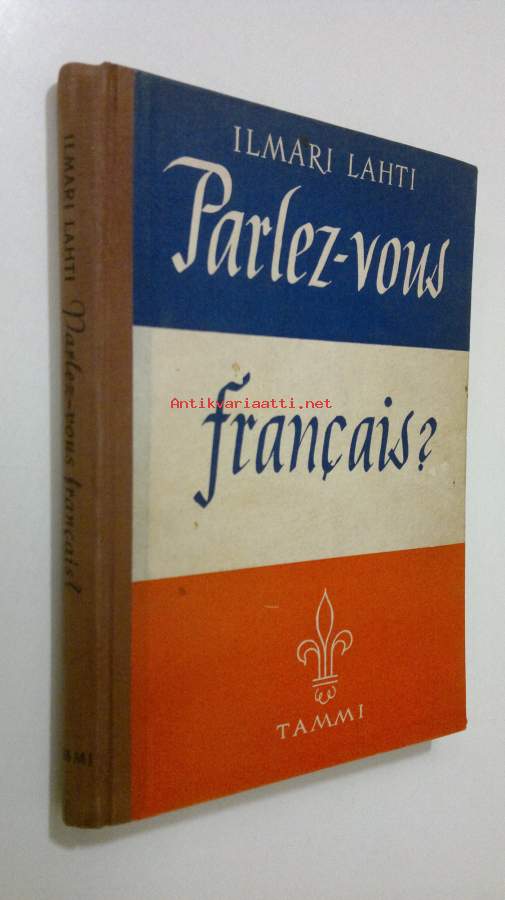 ILMARI LAHTI
Parlez-vous
français?
TAMMI
ILMARI LAHTI Parlez-vous français?
Antikvariaatti.net